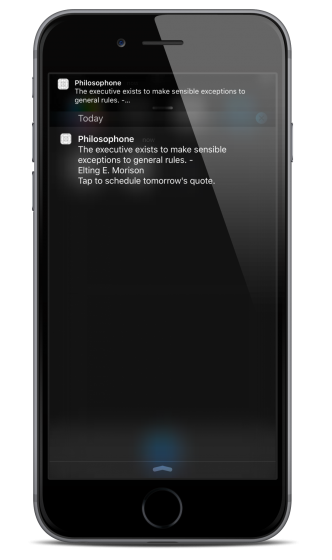 Philosophone
The executive exists to make sensible exceptions to
general rules. -...
Today
Philosophone now
The executive exists to make sensible
exceptions to general rules. -
Elting E. Morison
Tap to schedule tomorrow's quote.